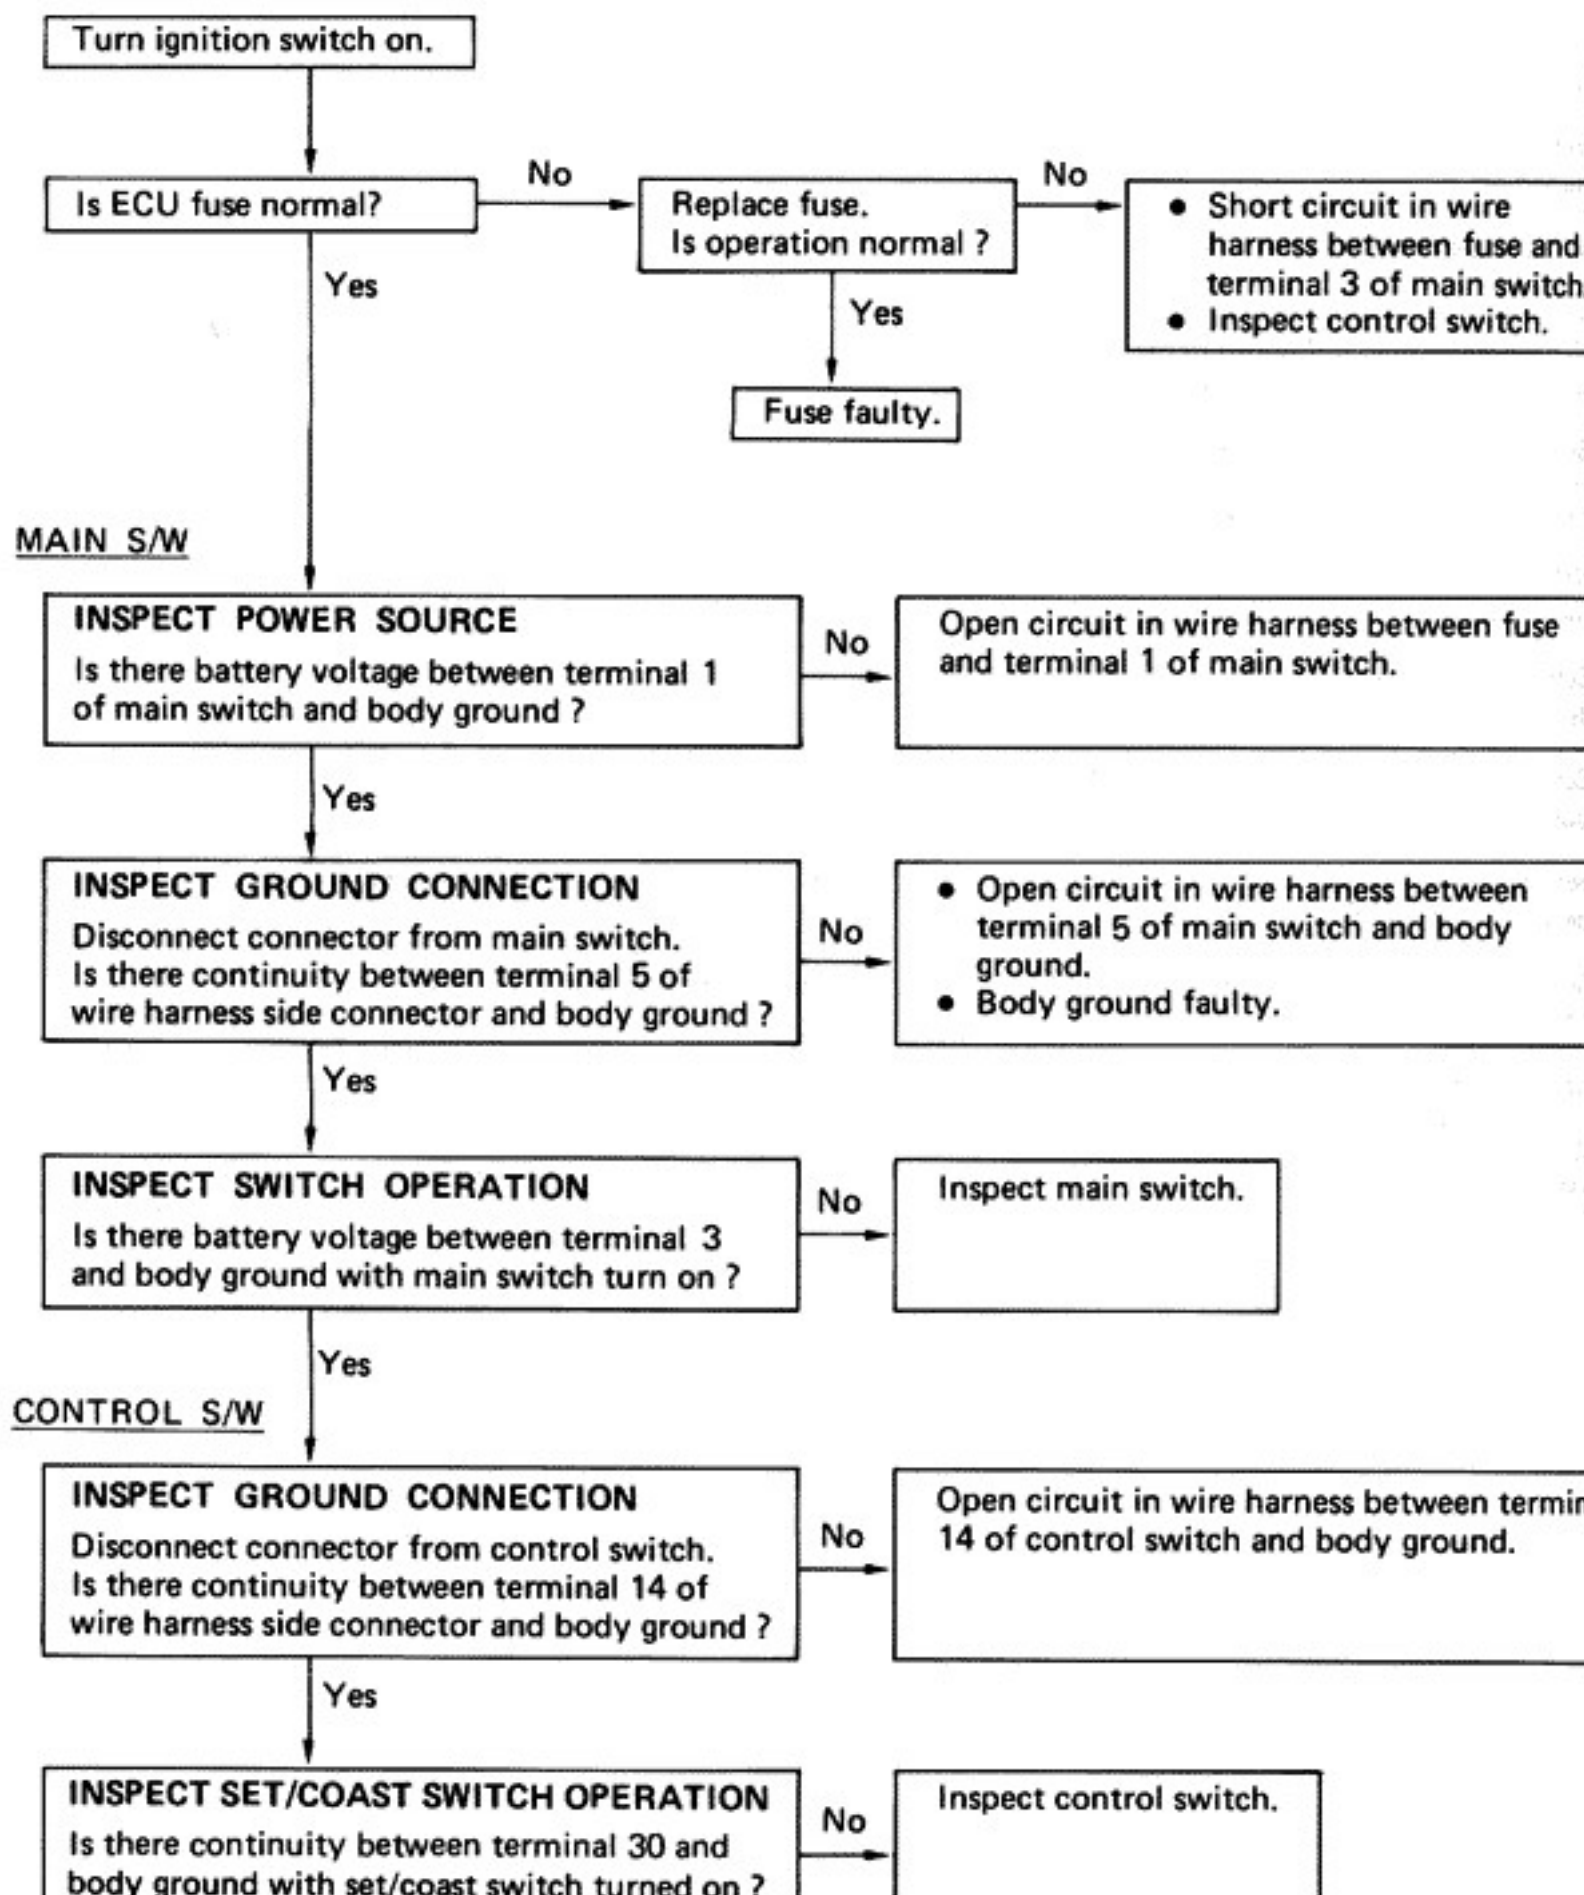 Turn ignition switch on.
Is ECU fuse normal?
No
Replace fuse.
Is operation normal ?
No
● Short circuit in wire
harness between fuse and
terminal 3 of main switch
● Inspect control switch.
Yes
Yes
Fuse faulty.
MAIN S/W
INSPECT POWER SOURCE
Is there battery voltage between terminal 1
of main switch and body ground ?
No
Open circuit in wire harness between fuse
and terminal 1 of main switch.
Yes
INSPECT GROUND CONNECTION
Disconnect connector from main switch.
Is there continuity between terminal 5 of
wire harness side connector and body ground ?
No
● Open circuit in wire harness between
terminal 5 of main switch and body
ground.
● Body ground faulty.
Yes
INSPECT SWITCH OPERATION
Is there battery voltage between terminal 3
and body ground with main switch turn on ?
No
Inspect main switch.
Yes
CONTROL S/W
INSPECT GROUND CONNECTION
Disconnect connector from control switch.
Is there continuity between terminal 14 of
wire harness side connector and body ground ?
No
Open circuit in wire harness between
14 of control switch and body ground.
Yes
INSPECT SET/COAST SWITCH OPERATION
Is there continuity between terminal 30 and
body ground with set/coast switch turned on ?
No
Inspect control switch.